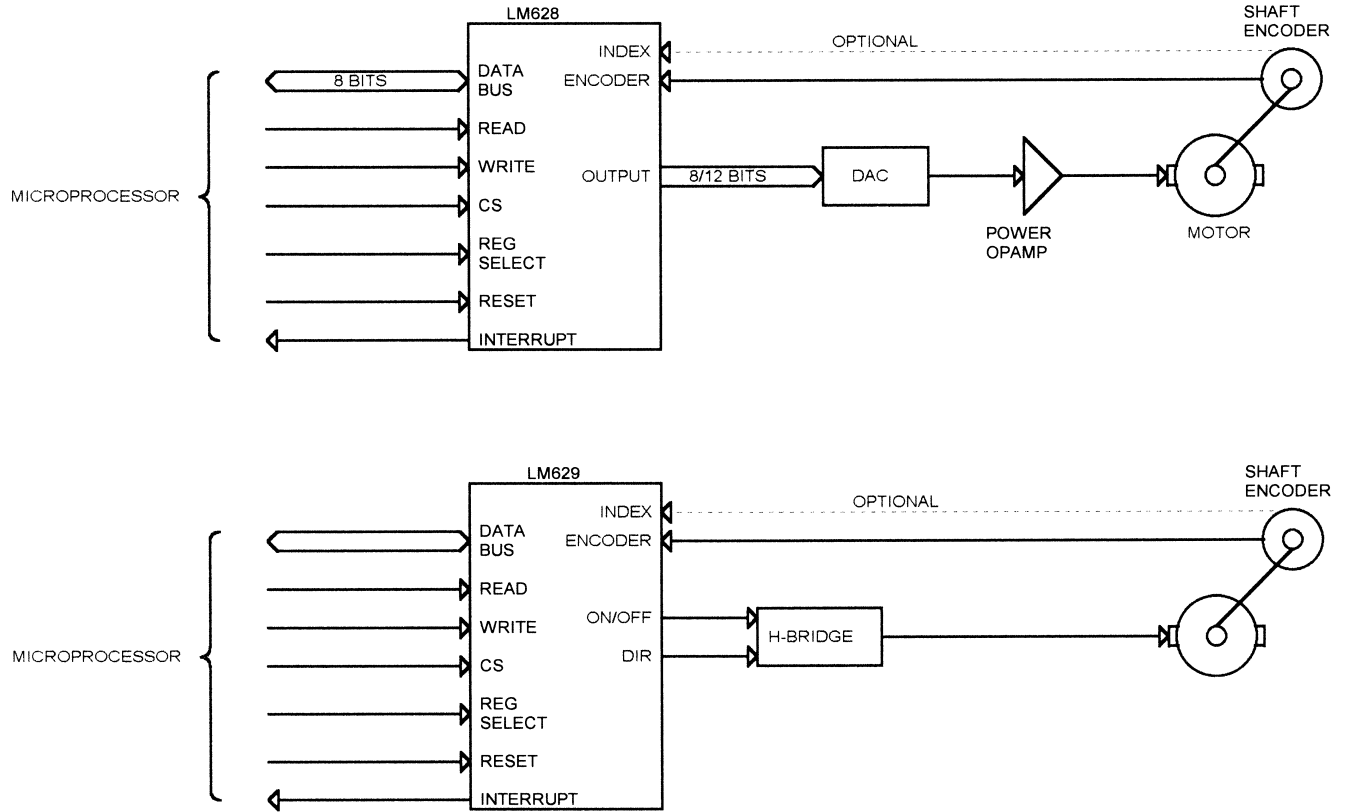 LM628
SHAFT
ENCODER
INDEX
OPTIONAL
8 BITS
DATA
BUS
ENCODER
READ
WRITE
OUTPUT
8/12 BITS
DAC
MICROPROCESSOR
CS
POWER
OPAMP
MOTOR
REG
SELECT
RESET
INTERRUPT
LM629
SHAFT
ENCODER
INDEX
OPTIONAL
DATA
BUS
ENCODER
READ
ON/OFF
WRITE
H-BRIDGE
DIR
MICROPROCESSOR
CS
REG
SELECT
RESET
INTERRUPT